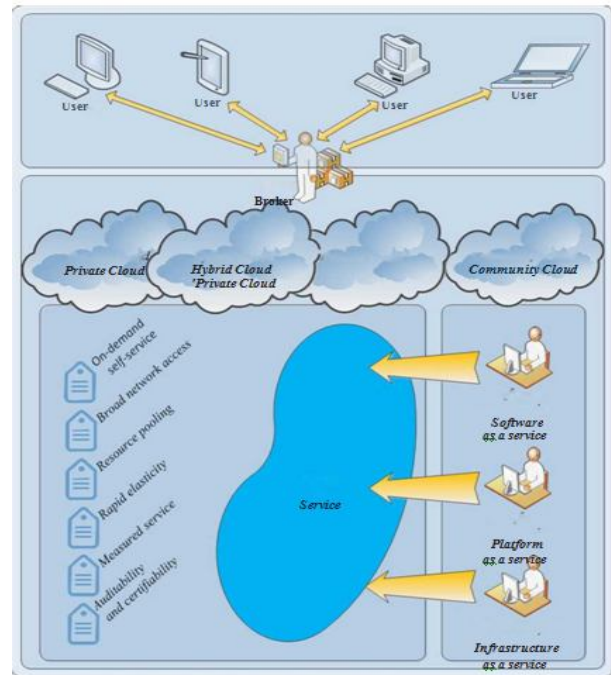 User
User
User
User
Broker
Private Cloud
Hybrid Cloud
'Private Cloud
Community Cloud
On-demand
self-service
Broad network access
Resource pooling
Rapid elasticity
Measured service
Auditability
and certifiability
Service
Software
as a service
Platform
as a service
Infrastructure
as a service